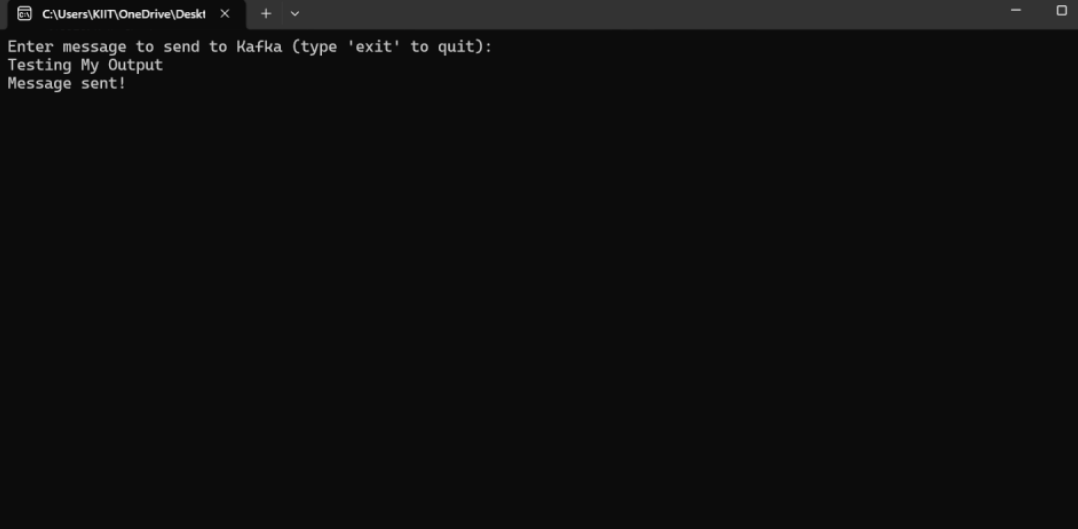 C:\Users\KIIT\OneDrive\Deskt
Enter message to send to Kafka (type 'exit' to quit):
Testing My Output
Message sent!